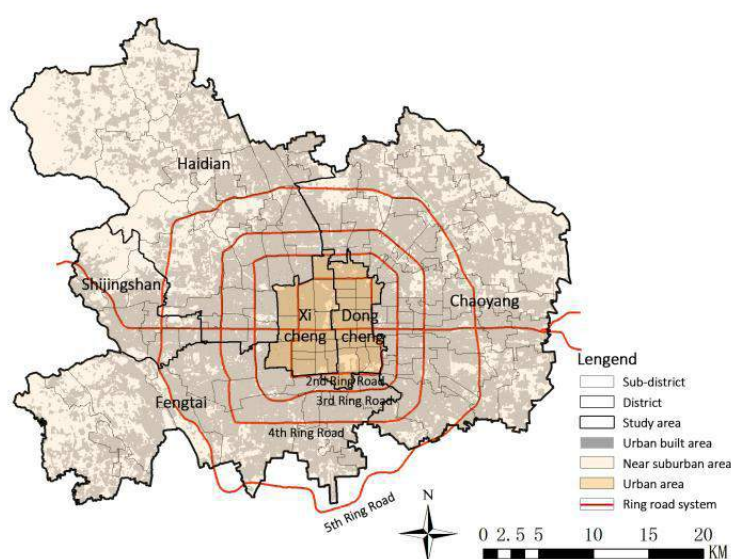 Haidian
Shijingshan
Xi
cheng
Dong
cheng
Chaoyang
Fengtai
2nd Ring Road
3rd Ring Road
4th Ring Road
5th Ring Road
Lengend
Sub-district
District
Study area
Urban built area
Near suburban area
Urban area
Ring road system
N
0 2.5 5 10 15 20
KM